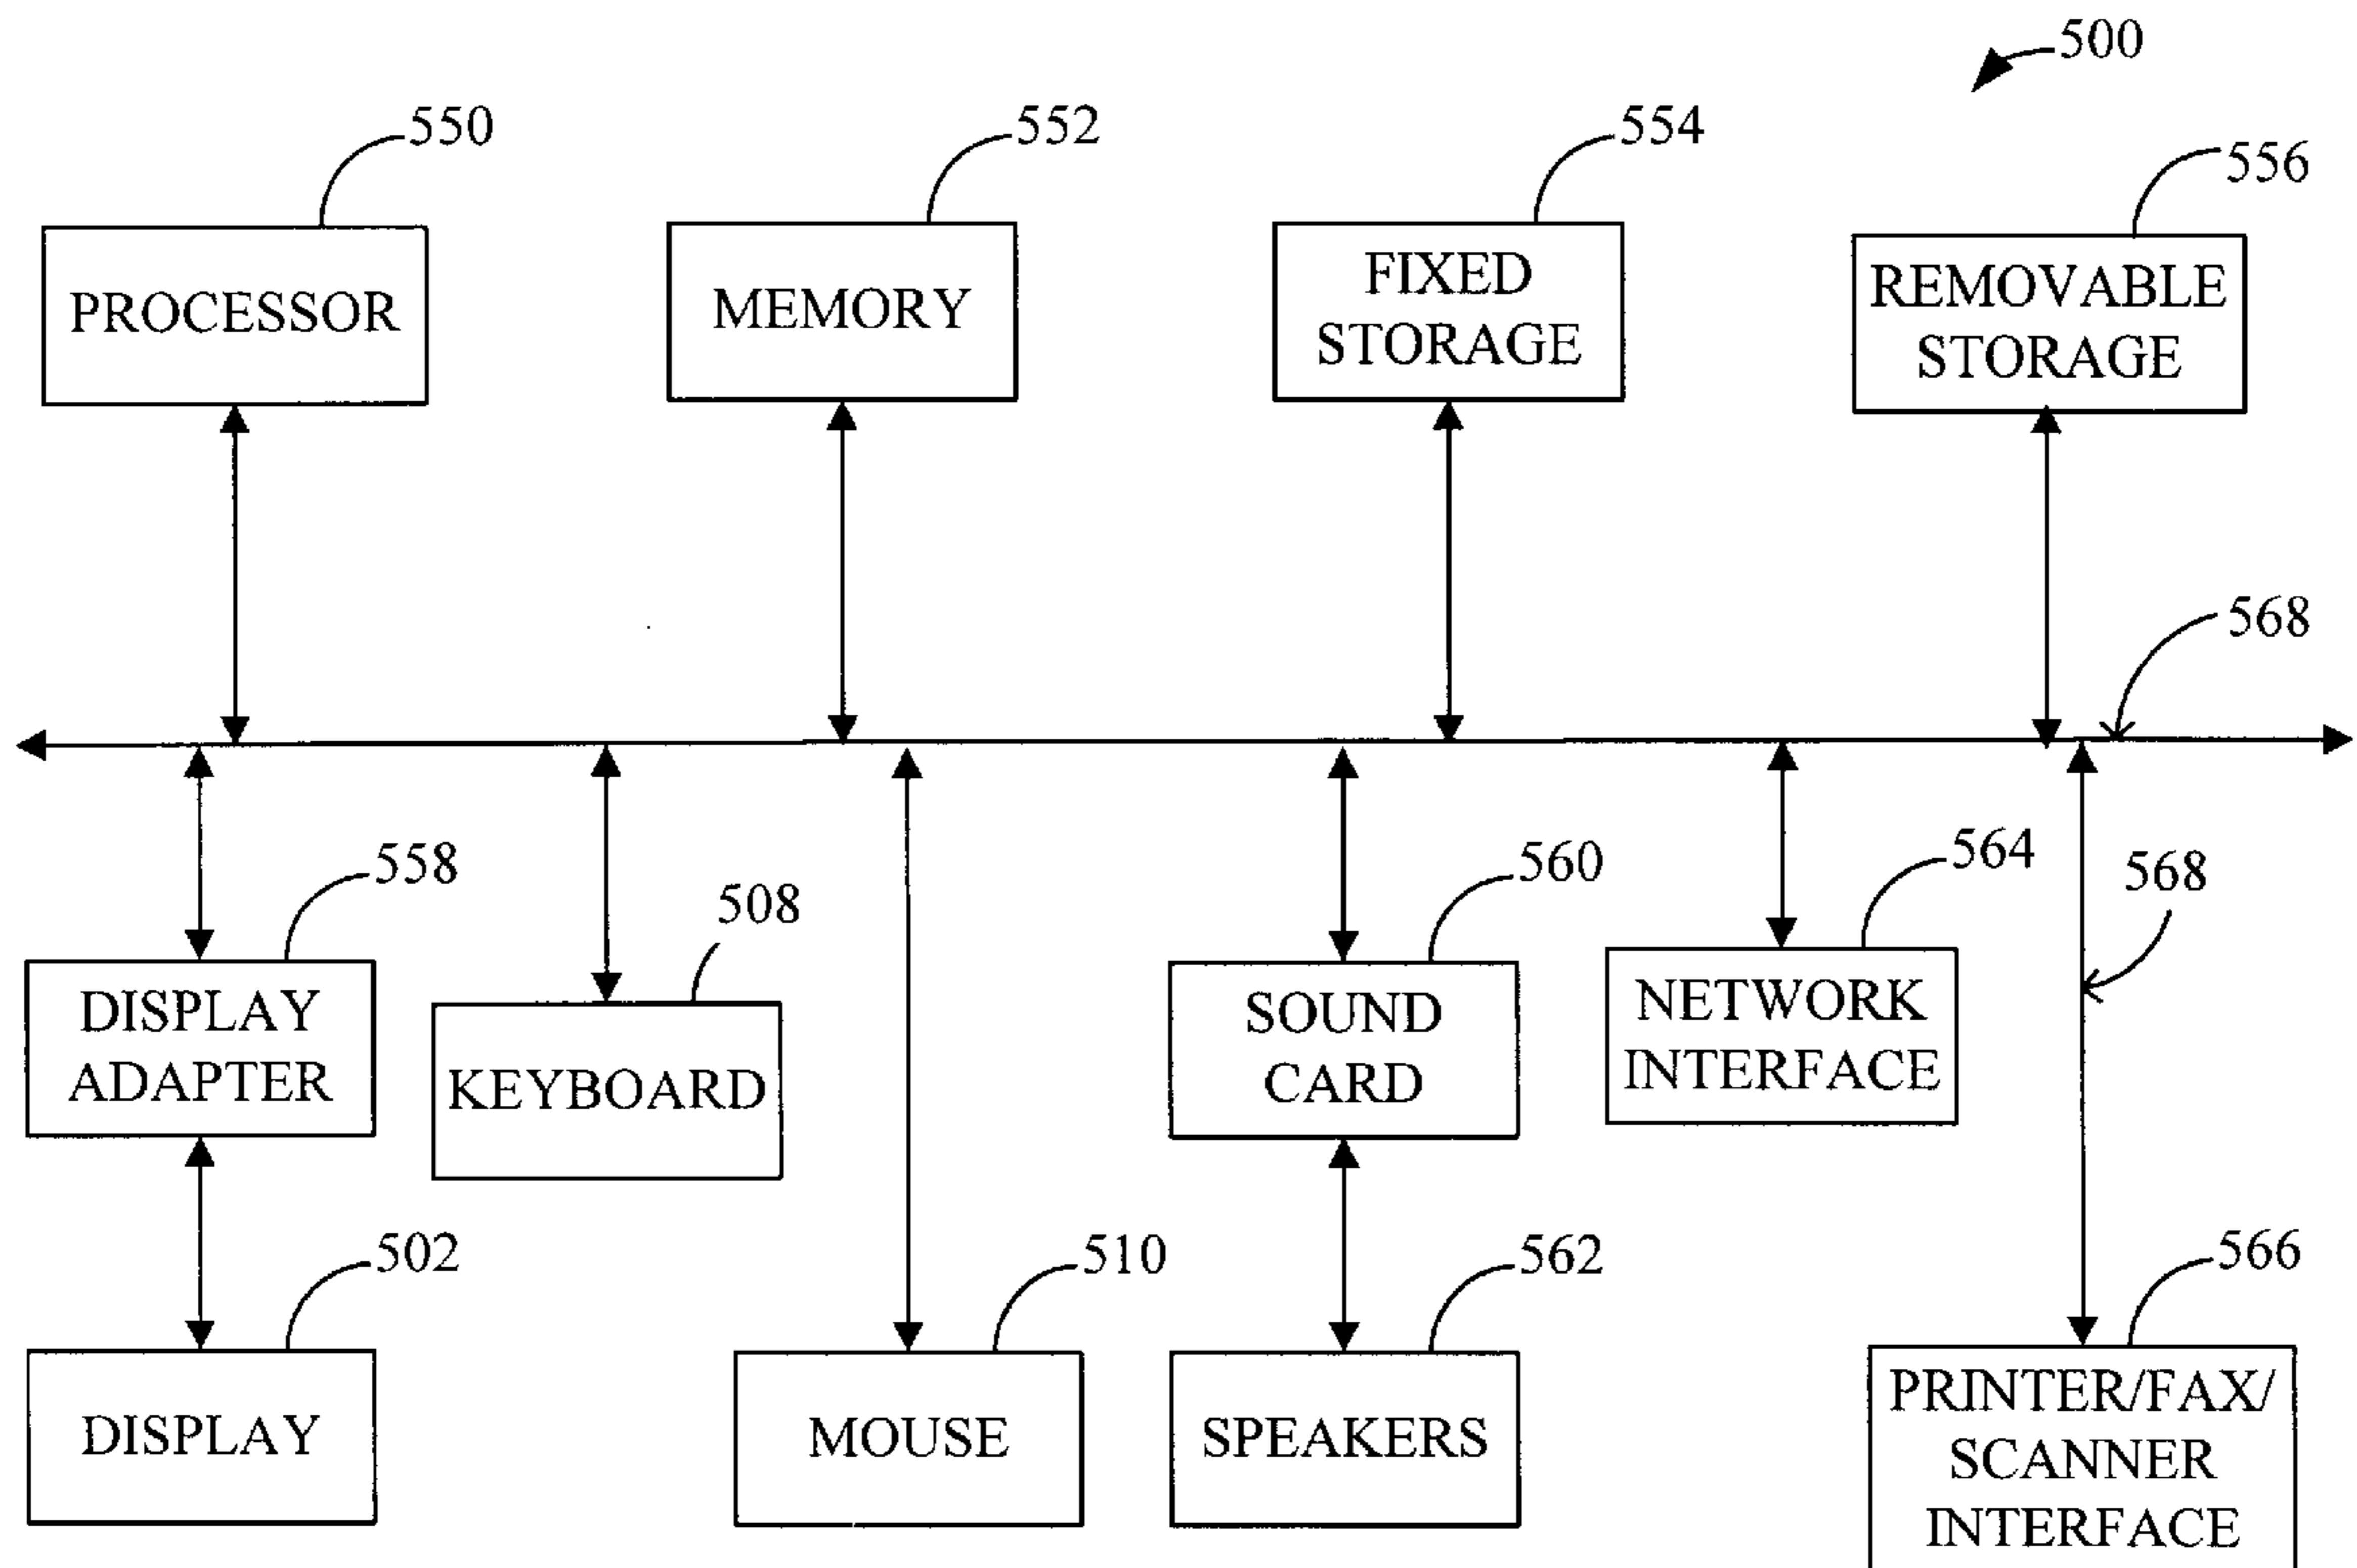 500
550
552
554
556
PROCESSOR
MEMORY
FIXED
STORAGE
REMOVABLE
STORAGE
568
558
508
560
564
568
DISPLAY
ADAPTER
KEYBOARD
SOUND
CARD
NETWORK
INTERFACE
502
510
562
566
DISPLAY
MOUSE
SPEAKERS
PRINTER/FAX/
SCANNER
INTERFACE